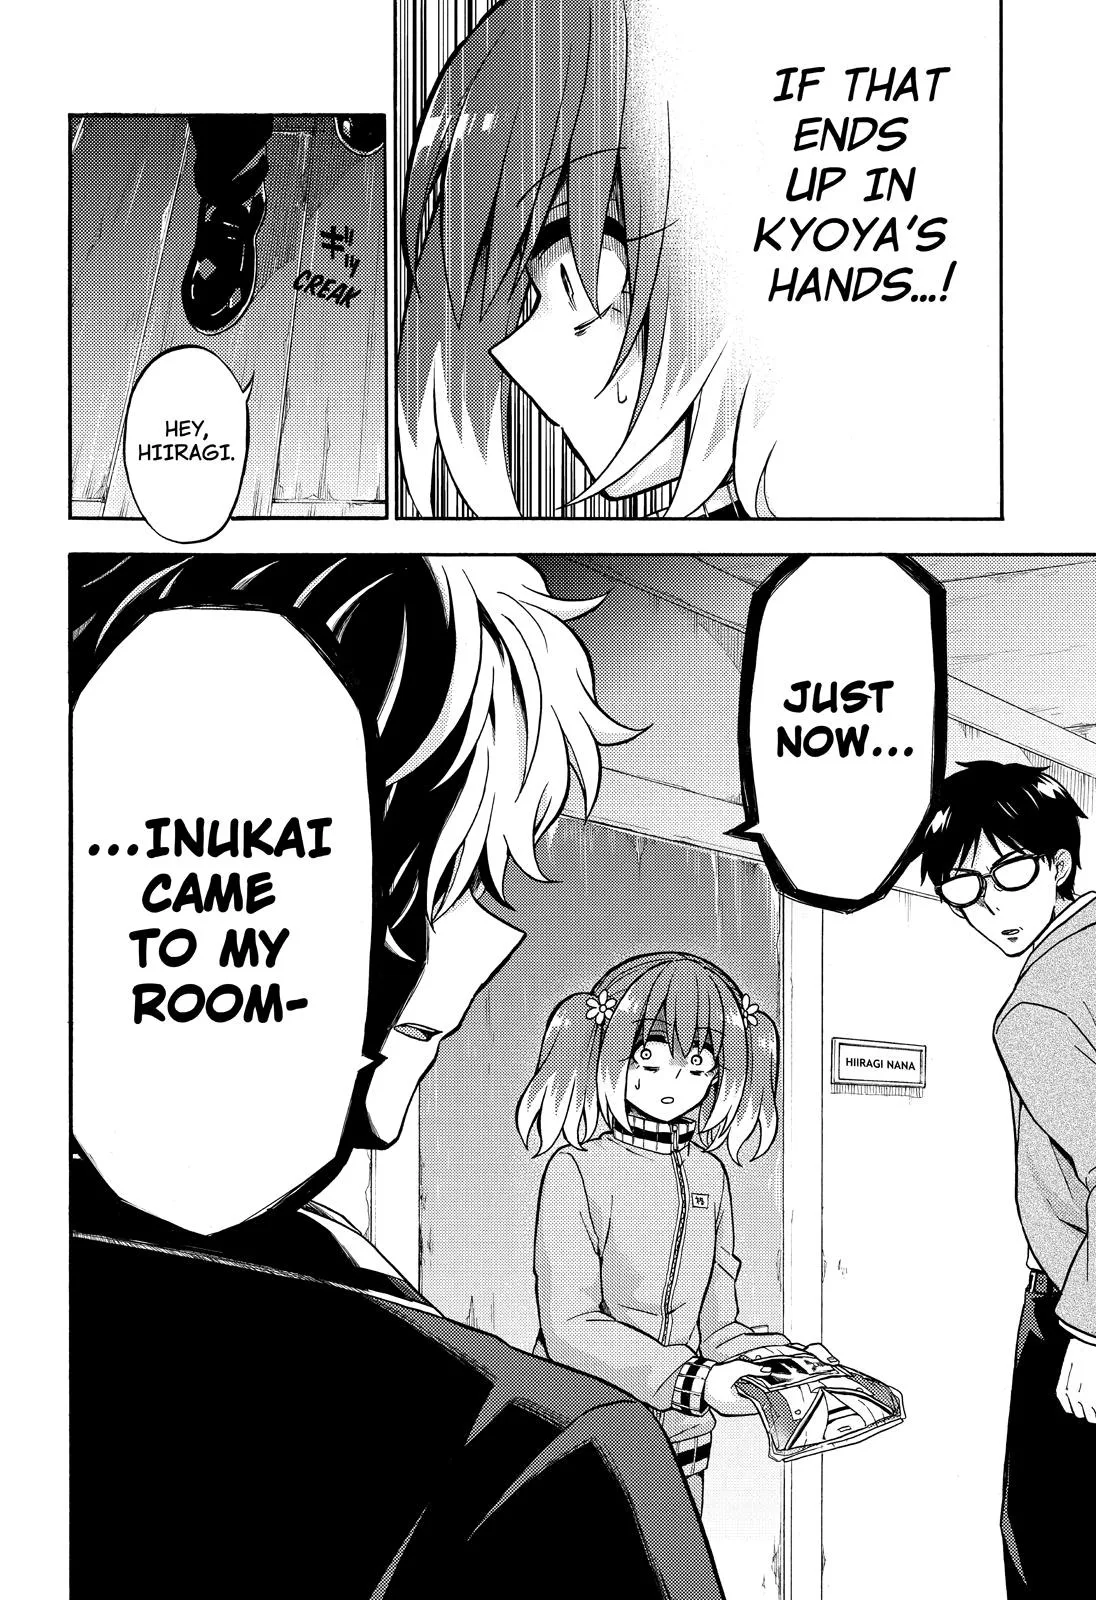 IF THAT
ENDS
UP IN
KYOYA'S
HANDS...!
ギッ
CREAK
HEY,
HIIRAGI.
JUST
NOW...
...INUKAI
CAME
TO MY
ROOM-
HIIRAGI NANA